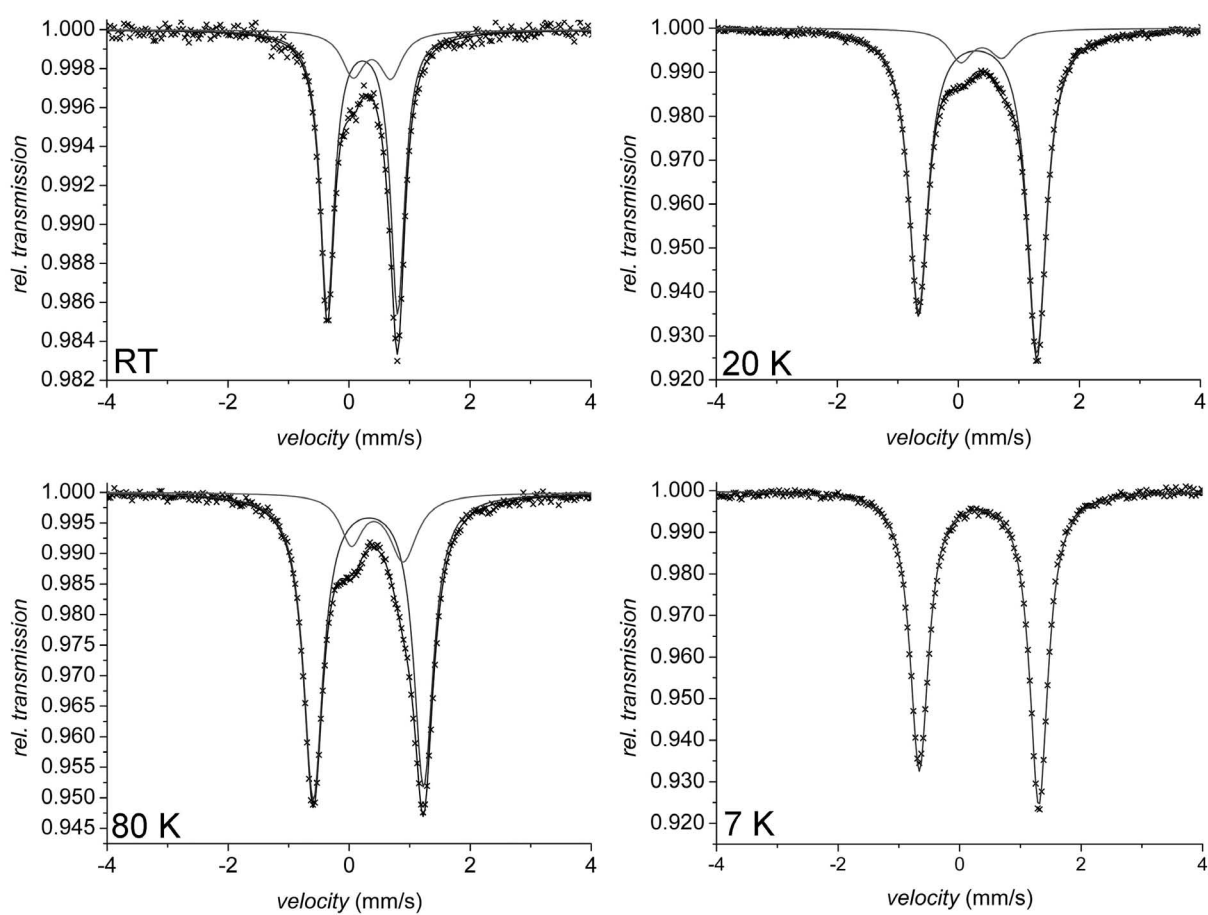 1.000
0.998
0.996
0.994
0.992
0.990
0.988
0.986
0.984
0.982
rel. transmission
RT
-4 -2 0 2 4
velocity (mm/s)
1.000
0.990
0.980
0.970
0.960
0.950
0.940
0.930
0.920
rel. transmission
20 K
-4 -2 0 2 4
velocity (mm/s)
1.000
0.995
0.990
0.985
0.980
0.975
0.970
0.965
0.960
0.955
0.950
0.945
rel. transmission
80 K
-4 -2 0 2 4
velocity (mm/s)
1.000
0.990
0.980
0.970
0.960
0.950
0.940
0.930
0.920
rel. transmission
7 K
-4 -2 0 2 4
velocity (mm/s)